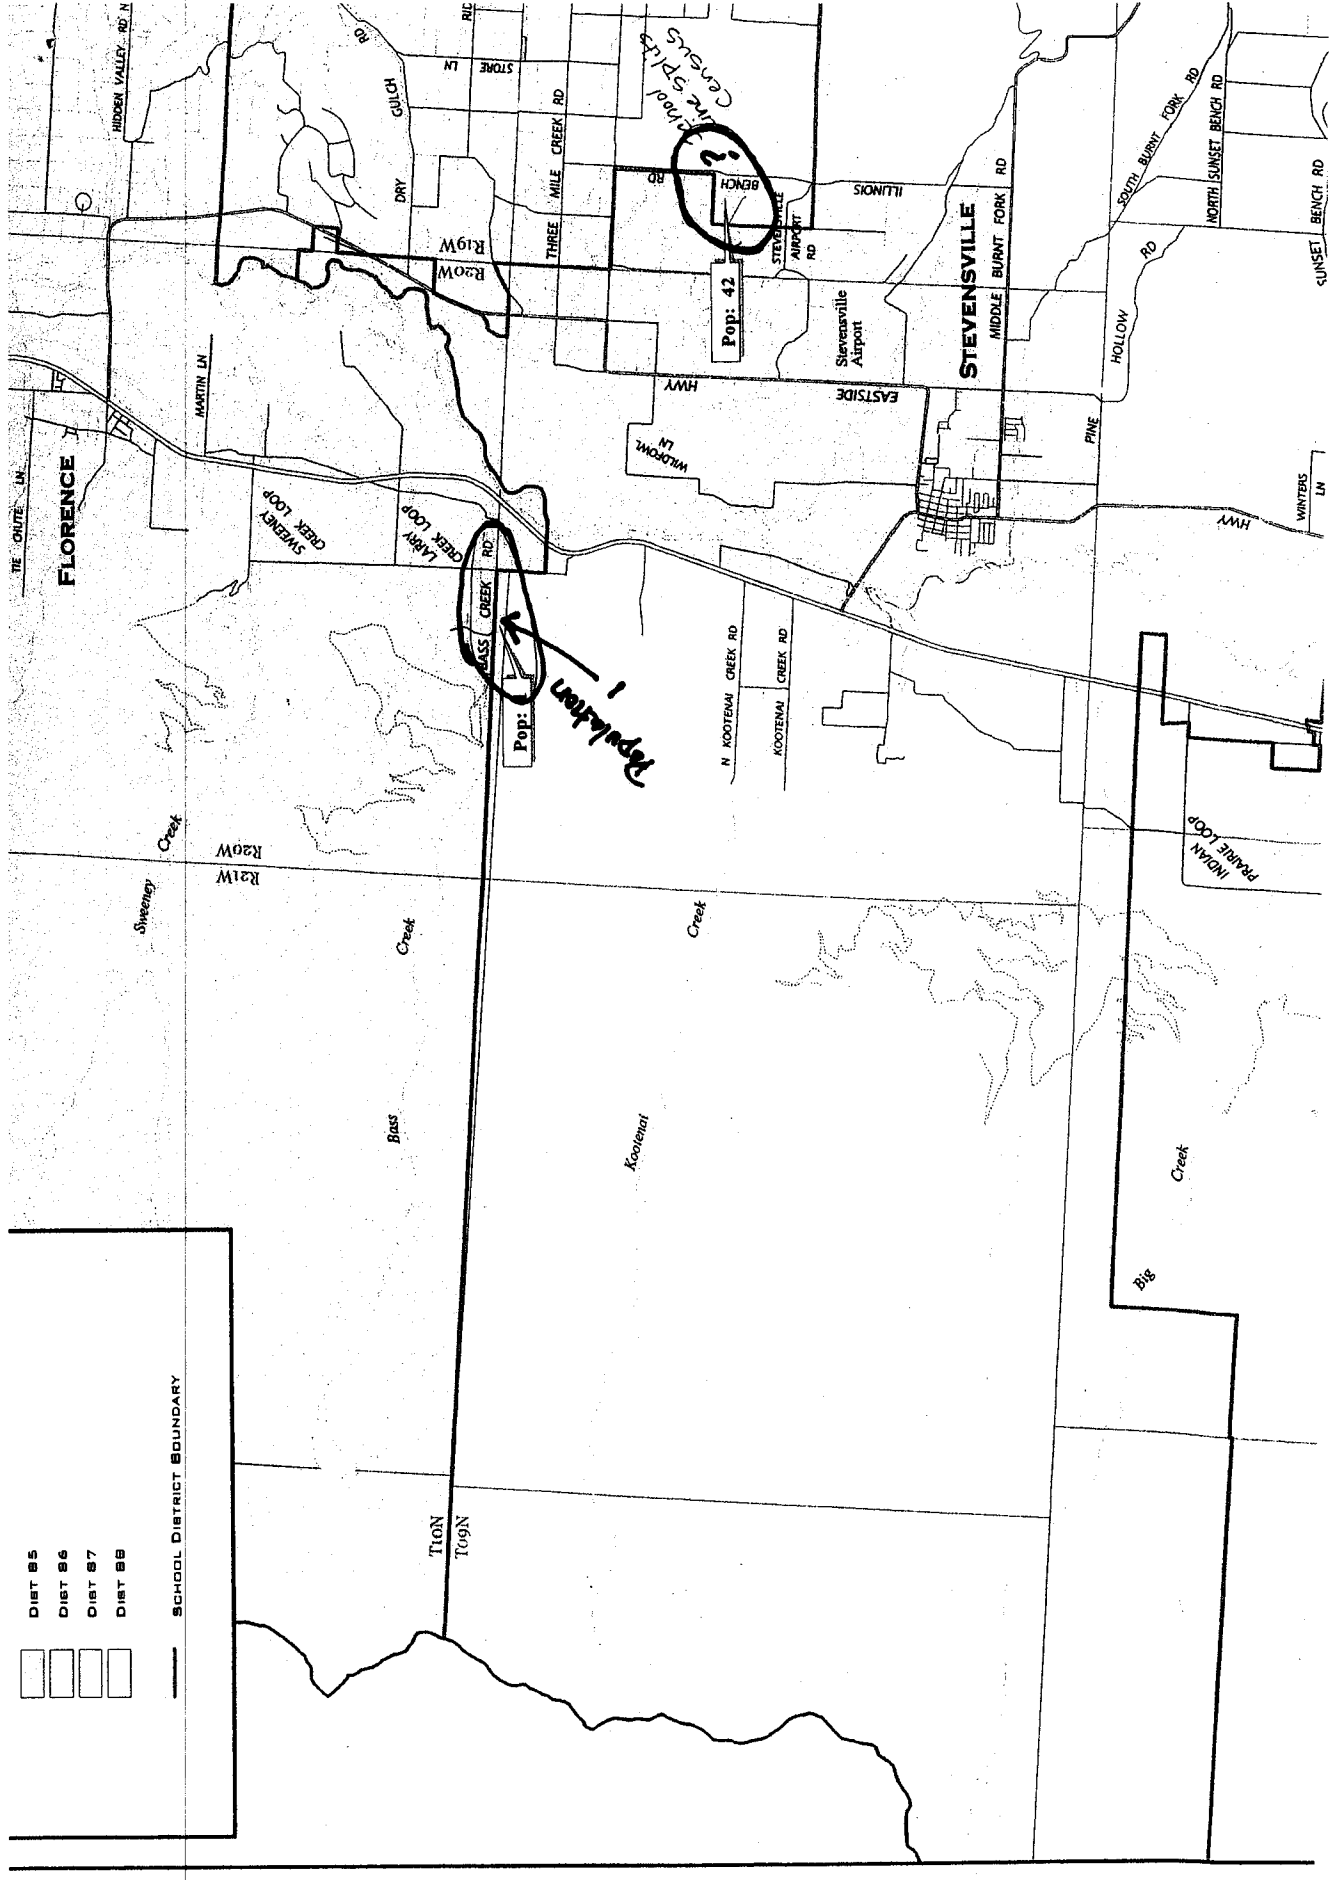 DIST 85
DIST 86
DIST 87
DIST 88
SCHOOL DISTRICT BOUNDARY
TIE CHUTE LN
FLORENCE
HIDDEN VALLEY RD N
MARTIN LN
SWEENEY
CREEK LOOP
LARRY
CREEK LOOP
BASS CREEK RD
Pop:
Population
1
Sweeney
Creek
R20W
R21W
Bass
Creek
Kootenai
Creek
T10N
T09N
Big
Creek
RD
GULCH
DRY
STORE
LN
THREE MILE CREEK RD
R19W
R20W
School
Line splits
Census
?
RD
BENCH
ILLINOIS
STEVENSVILLE
AIRPORT
RD
Pop: 42
Stevensville
Airport
HWY
EASTSIDE
WILDFOWL
LN
N KOOTENAI CREEK RD
KOOTENAI CREEK RD
STEVENSVILLE
MIDDLE BURNT FORK RD
SOUTH BURNT FORK RD
NORTH SUNSET BENCH RD
SUNSET BENCH RD
HOLLOW
RD
PINE
HWY
WINTERS
LN
INDIAN
PRAIRIE LOOP